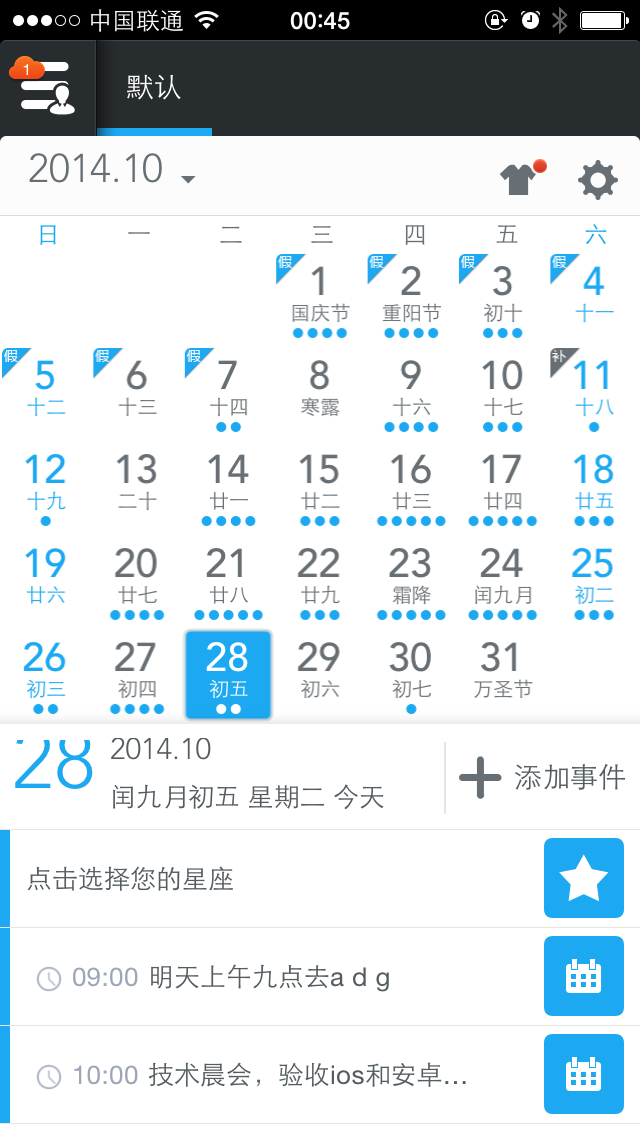 中国联通 00:45
1 默认
2014.10
日 一 二 三 四 五 六
假 1 假 2 假 3 假 4
国庆节 重阳节 初十 十一
假 5 假 6 假 7 8 9 10 补 11
十二 十三 十四 寒露 十六 十七 十八
12 13 14 15 16 17 18
十九 二十 廿一 廿二 廿三 廿四 廿五
19 20 21 22 23 24 25
廿六 廿七 廿八 廿九 霜降 闰九月 初二
26 27 28 29 30 31
初三 初四 初五 初六 初七 万圣节
28 2014.10
闰九月初五 星期二 今天
添加事件
点击选择您的星座
09:00 明天上午九点去a d g
10:00 技术晨会，验收ios和安卓...